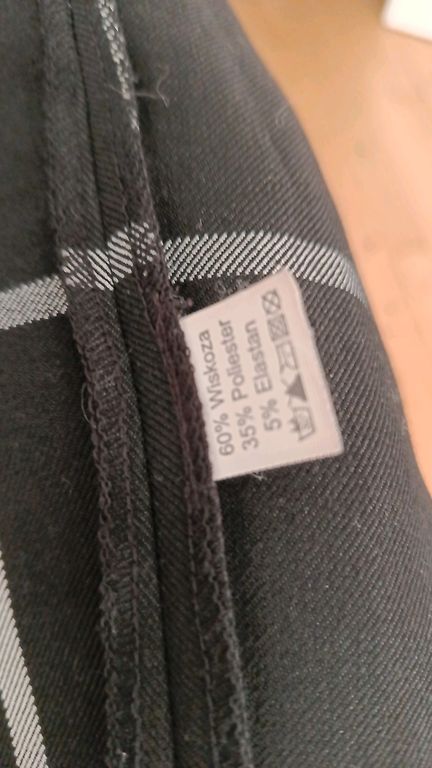 60% Wiskoza
35% Poliester
5% Elastan